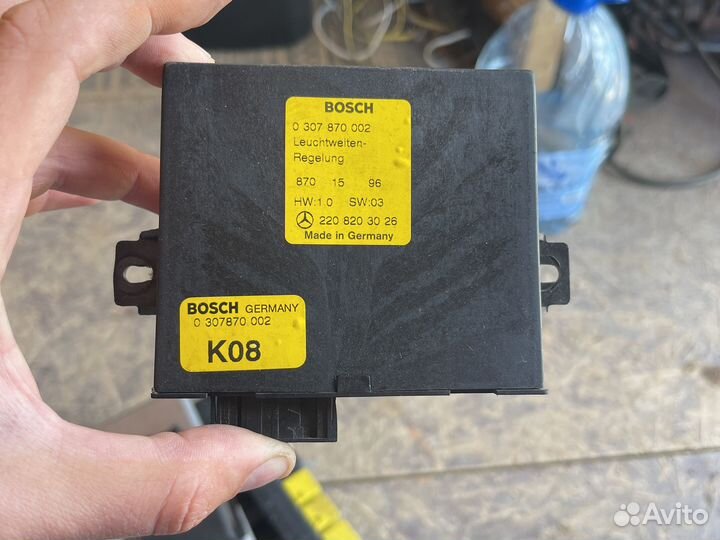 BOSCH
0 307 870 002
Leuchtweiten-
Regelung
870 15 96
HW:1.0 SW:03
220 820 30 26
Made in Germany
BOSCH GERMANY
0 307870 002
K08
Avito